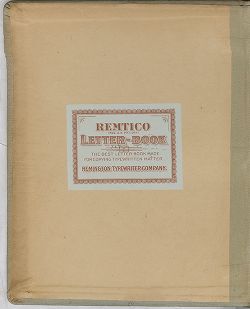 REMTICO
LETTER-BOOK
THE BEST LETTER BOOK MADE
FOR COPYING TYPEWRITTEN MATTER
REMINGTON TYPEWRITER COMPANY